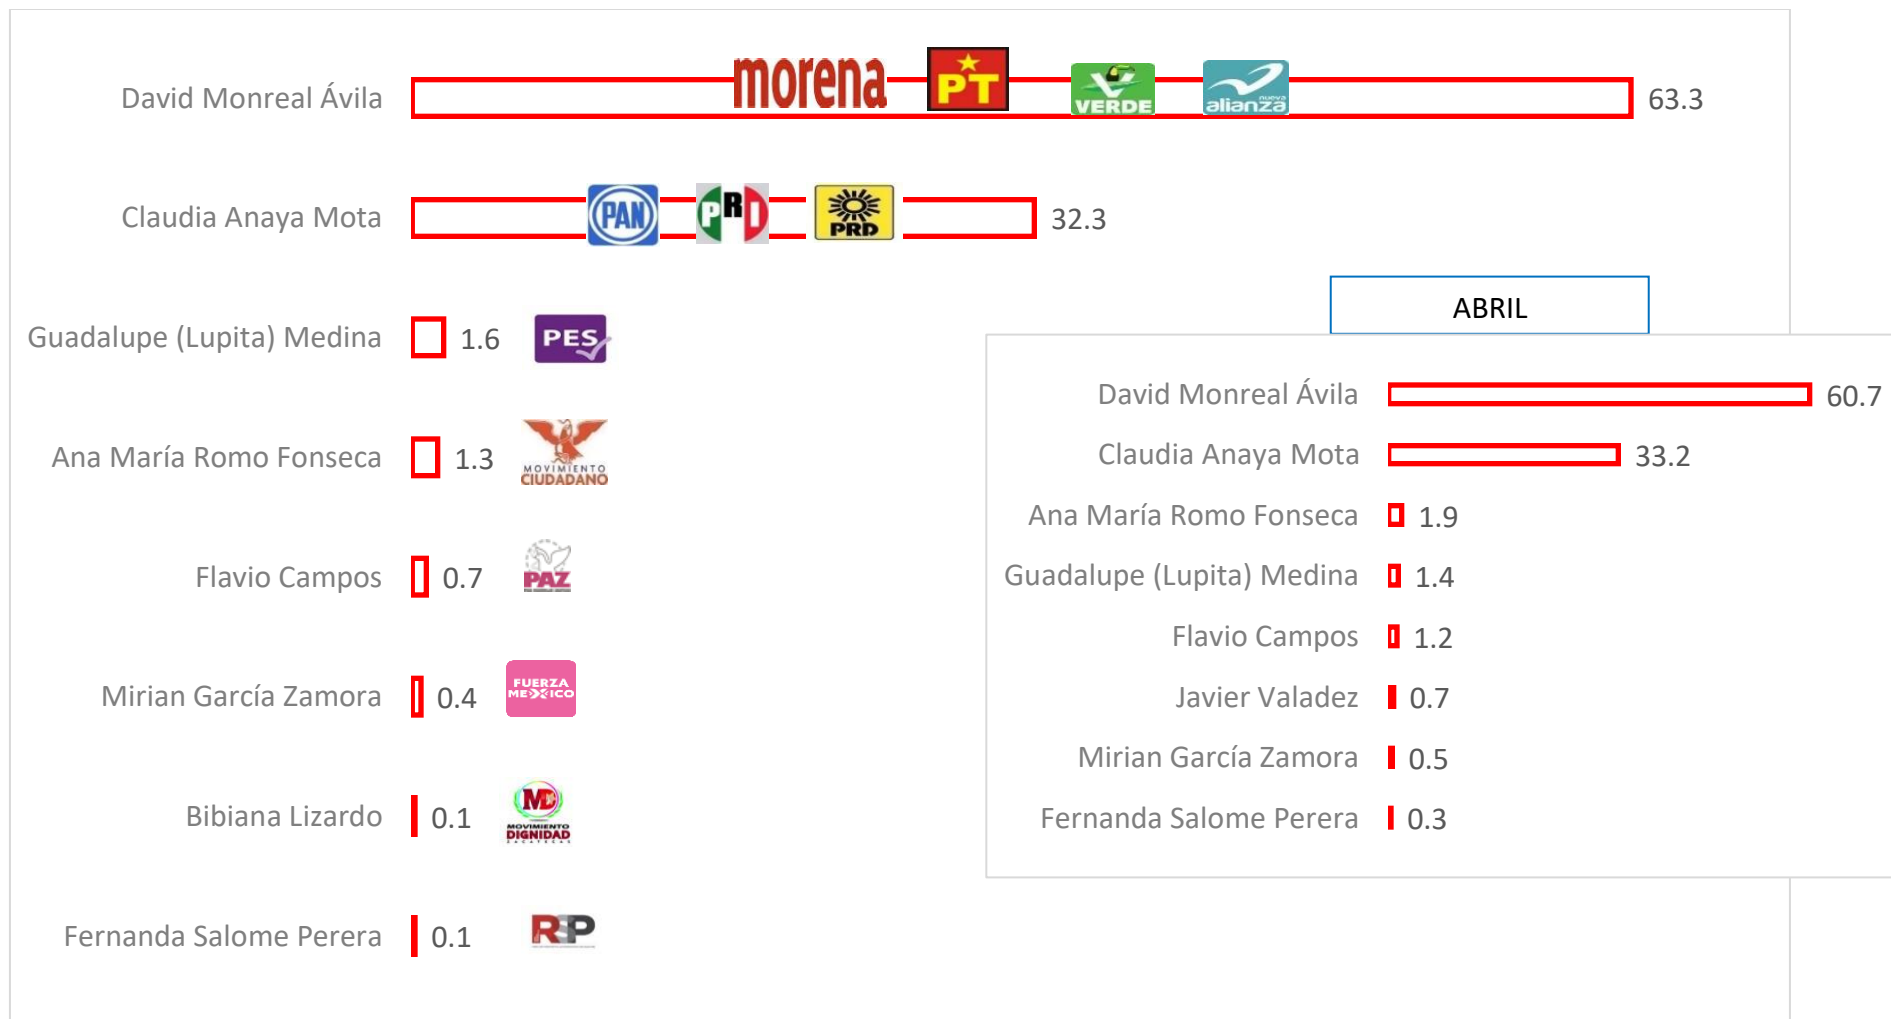 David Monreal Ávila morena PT VERDE nueva alianza 63.3
Claudia Anaya Mota PAN PRI PRD 32.3
Guadalupe (Lupita) Medina 1.6 PES
Ana María Romo Fonseca 1.3 MOVIMIENTO CIUDADANO
Flavio Campos 0.7 PAZ
Mirian García Zamora 0.4 FUERZA MEXICO
Bibiana Lizardo 0.1 MD MOVIMIENTO DIGNIDAD ZACATECAS
Fernanda Salome Perera 0.1 RSP
ABRIL
David Monreal Ávila 60.7
Claudia Anaya Mota 33.2
Ana María Romo Fonseca 1.9
Guadalupe (Lupita) Medina 1.4
Flavio Campos 1.2
Javier Valadez 0.7
Mirian García Zamora 0.5
Fernanda Salome Perera 0.3